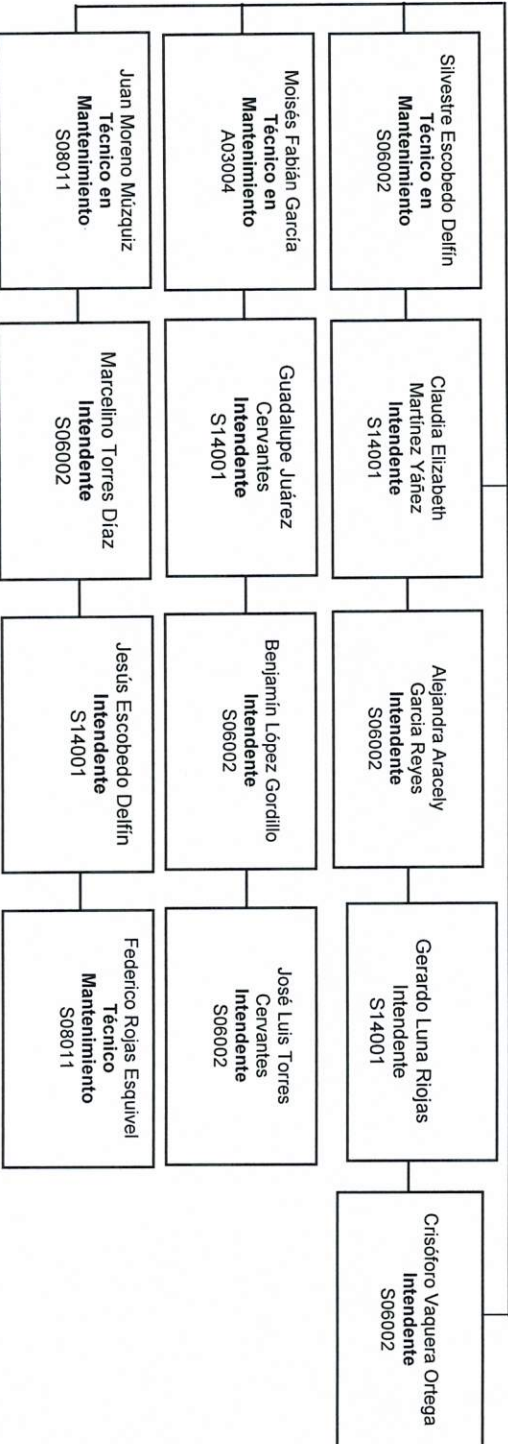 Silvestre Escobedo Delfín
Técnico en
Mantenimiento
S06002
Claudia Elizabeth
Martínez Yáñez
Intendente
S14001
Alejandra Aracely
Garcia Reyes
Intendente
S06002
Gerardo Luna Riojas
Intendente
S14001
Crisóforo Vaquera Ortega
Intendente
S06002
Moisés Fabián García
Técnico en
Mantenimiento
A03004
Guadalupe Juárez
Cervantes
Intendente
S14001
Benjamín López Gordillo
Intendente
S06002
José Luis Torres
Cervantes
Intendente
S06002
Juan Moreno Múzquiz
Técnico en
Mantenimiento
S08011
Marcelino Torres Díaz
Intendente
S06002
Jesús Escobedo Delfín
Intendente
S14001
Federico Rojas Esquivel
Técnico
Mantenimiento
S08011